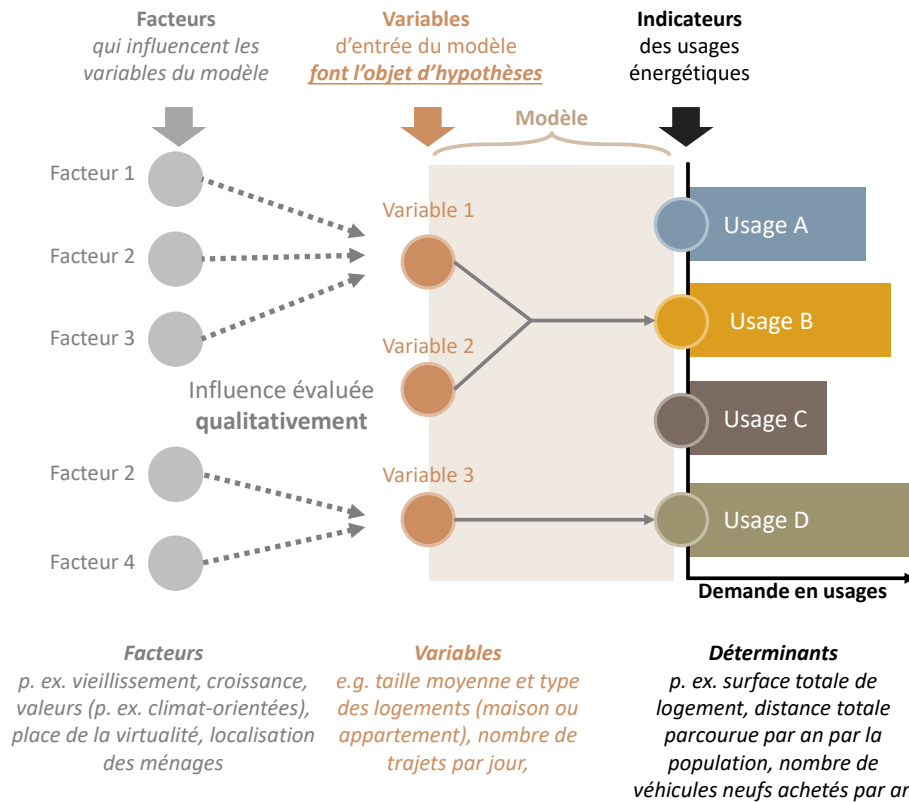 Facteurs
qui influencent les
variables du modèle
Variables
d'entrée du modèle
font l'objet d'hypothèses
Indicateurs
des usages
énergétiques
Modèle
Facteur 1
Facteur 2
Facteur 3
Variable 1
Variable 2
Influence évaluée
qualitativement
Facteur 2
Facteur 4
Variable 3
Usage A
Usage B
Usage C
Usage D
Demande en usages
Facteurs
p. ex. vieillissement, croissance,
valeurs (p. ex. climat-orientées),
place de la virtualité, localisation
des ménages
Variables
e.g. taille moyenne et type
des logements (maison ou
appartement), nombre de
trajets par jour,
Déterminants
p. ex. surface totale de
logement, distance totale
parcourue par an par la
population, nombre de
véhicules neufs achetés par an